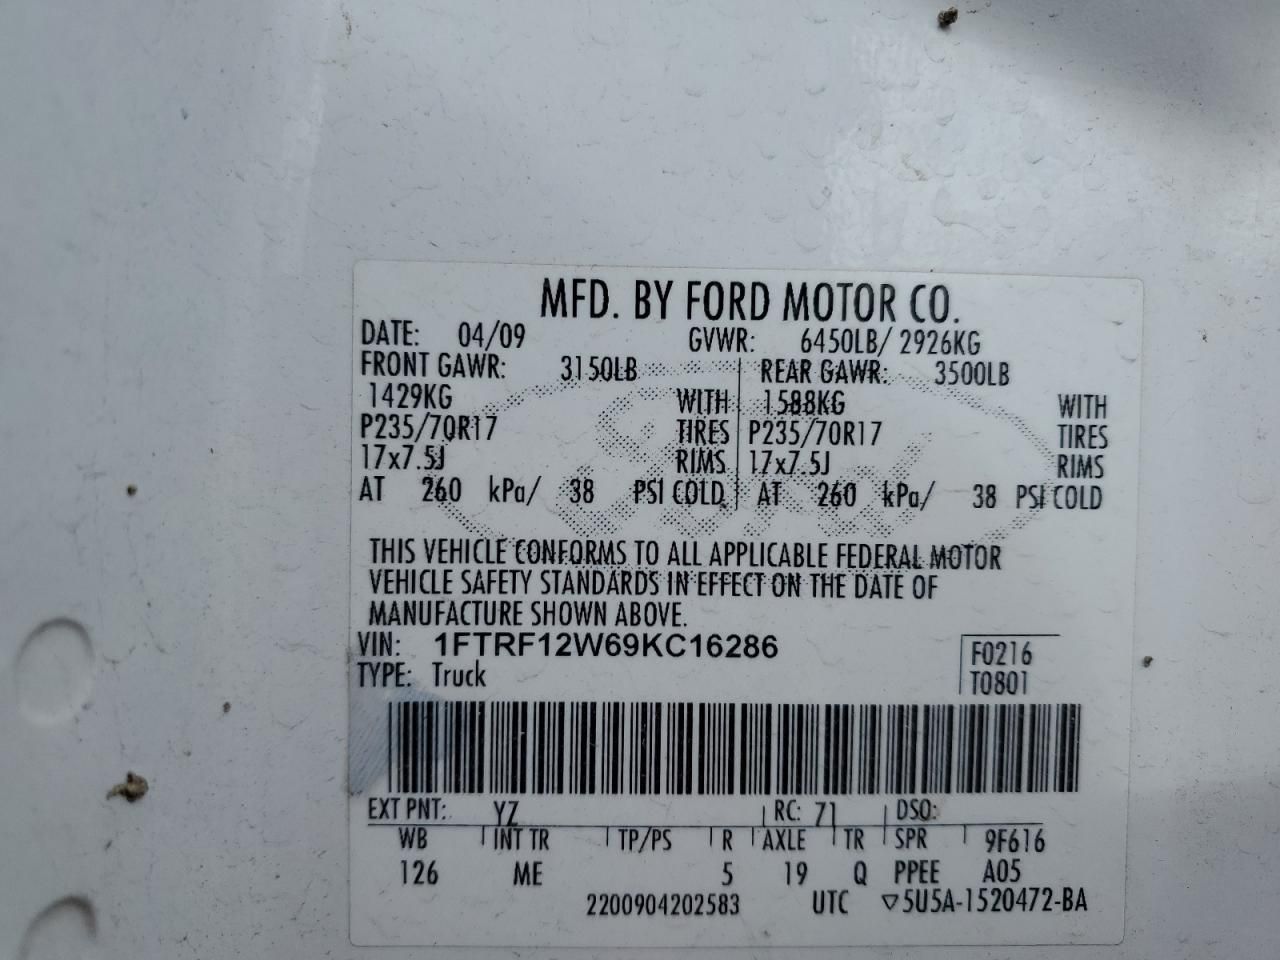 MFD. BY FORD MOTOR CO.
DATE: 04/09 GVWR: 6450LB/ 2926KG
FRONT GAWR: 3150LB REAR GAWR: 3500LB
1429KG WITH 1588KG WITH
P235/70R17 TIRES P235/70R17 TIRES
17x7.5J RIMS 17x7.5J RIMS
AT 260 kPa/ 38 PSI COLD AT 260 kPa/ 38 PSI COLD
THIS VEHICLE CONFORMS TO ALL APPLICABLE FEDERAL MOTOR
VEHICLE SAFETY STANDARDS IN EFFECT ON THE DATE OF
MANUFACTURE SHOWN ABOVE.
VIN: 1FTRF12W69KC16286 F0216
TYPE: Truck T0801
EXT PNT: YZ RC: 71 DSO:
WB INT TR TP/PS R AXLE TR SPR 9F616
126 ME 5 19 Q PPEE A05
2200904202583 UTC ▽5U5A-1520472-BA